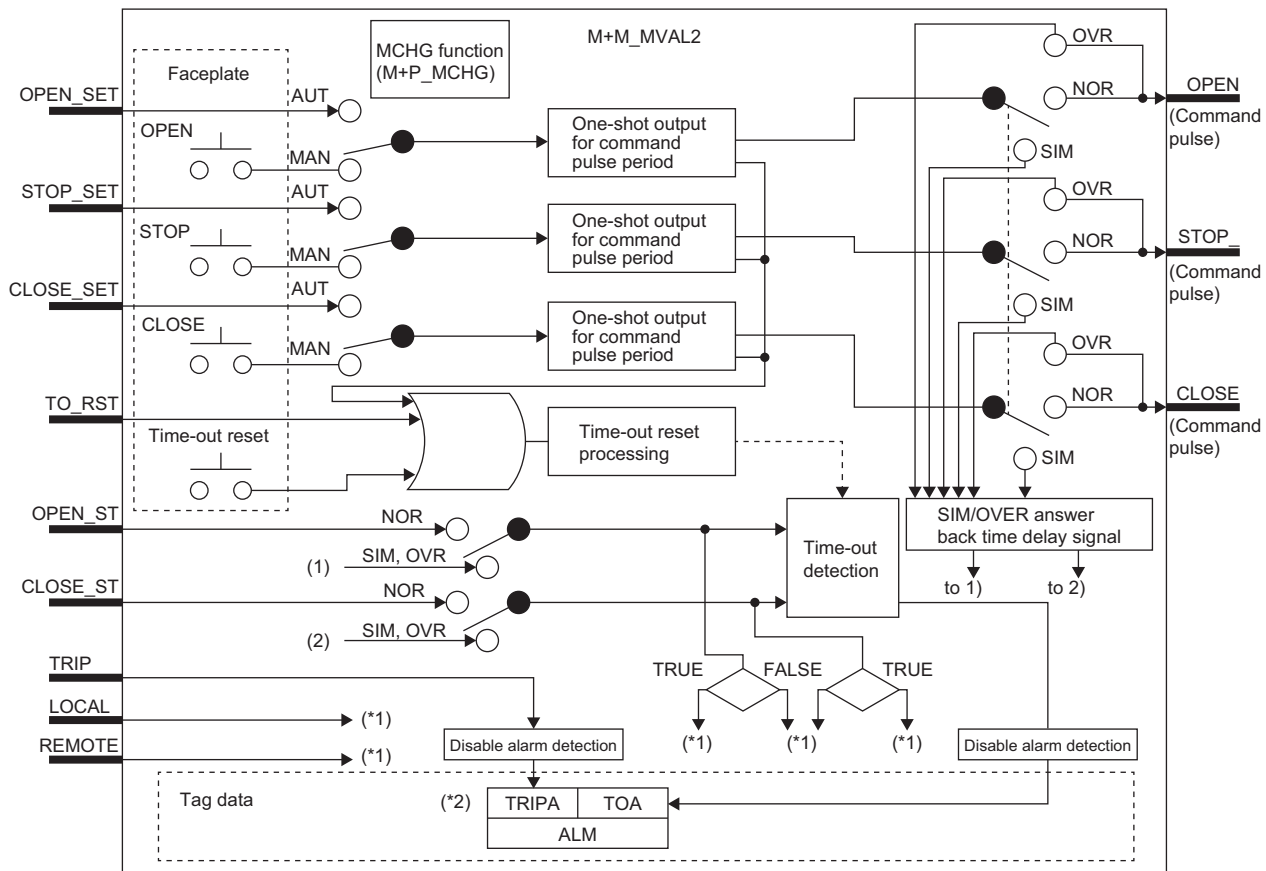 M+M_MVAL2
MCHG function
(M+P_MCHG)
Faceplate
OPEN_SET
AUT
OPEN
MAN
STOP_SET
AUT
STOP
MAN
CLOSE_SET
AUT
CLOSE
MAN
TO_RST
Time-out reset
One-shot output
for command
pulse period
One-shot output
for command
pulse period
One-shot output
for command
pulse period
Time-out reset
processing
OVR
NOR
SIM
OPEN
(Command
pulse)
OVR
NOR
SIM
STOP_
(Command
pulse)
OVR
NOR
SIM
CLOSE
(Command
pulse)
SIM/OVER answer
back time delay signal
to 1)
to 2)
OPEN_ST
NOR
(1)
SIM, OVR
CLOSE_ST
NOR
(2)
SIM, OVR
Time-out
detection
TRUE
FALSE
TRUE
(*1)
(*1)
(*1)
TRIP
LOCAL
(*1)
REMOTE
(*1)
Disable alarm detection
Disable alarm detection
Tag data
(*2)
TRIPA
TOA
ALM